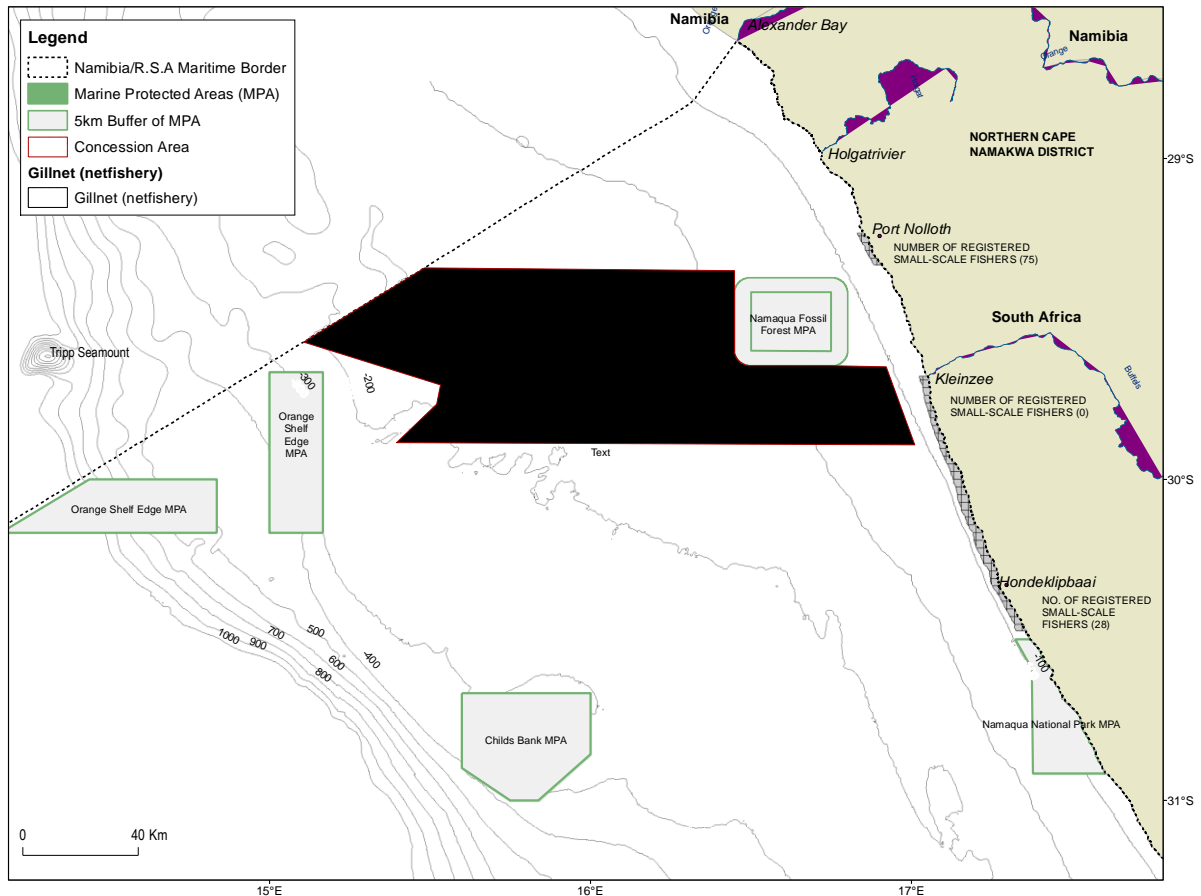 Legend
Namibia/R.S.A Maritime Border
Marine Protected Areas (MPA)
5km Buffer of MPA
Concession Area
Gillnet (netfishery)
Gillnet (netfishery)
Namibia
Alexander Bay
Orange
Namibia
Holgat
NORTHERN CAPE
NAMAKWA DISTRICT
Holgatrivier
29°S
Port Nolloth
NUMBER OF REGISTERED
SMALL-SCALE FISHERS (75)
Namaqua Fossil
Forest MPA
South Africa
Tripp Seamount
-300
-200
Kleinzee
Buffels
NUMBER OF REGISTERED
SMALL-SCALE FISHERS (0)
Orange
Shelf
Edge
MPA
Text
30°S
Orange Shelf Edge MPA
Hondeklipbaai
NO. OF REGISTERED
SMALL-SCALE
FISHERS (28)
1000
900
700
500
600
800
-400
-100
Namaqua National Park MPA
Childs Bank MPA
31°S
0
40 Km
15°E
16°E
17°E